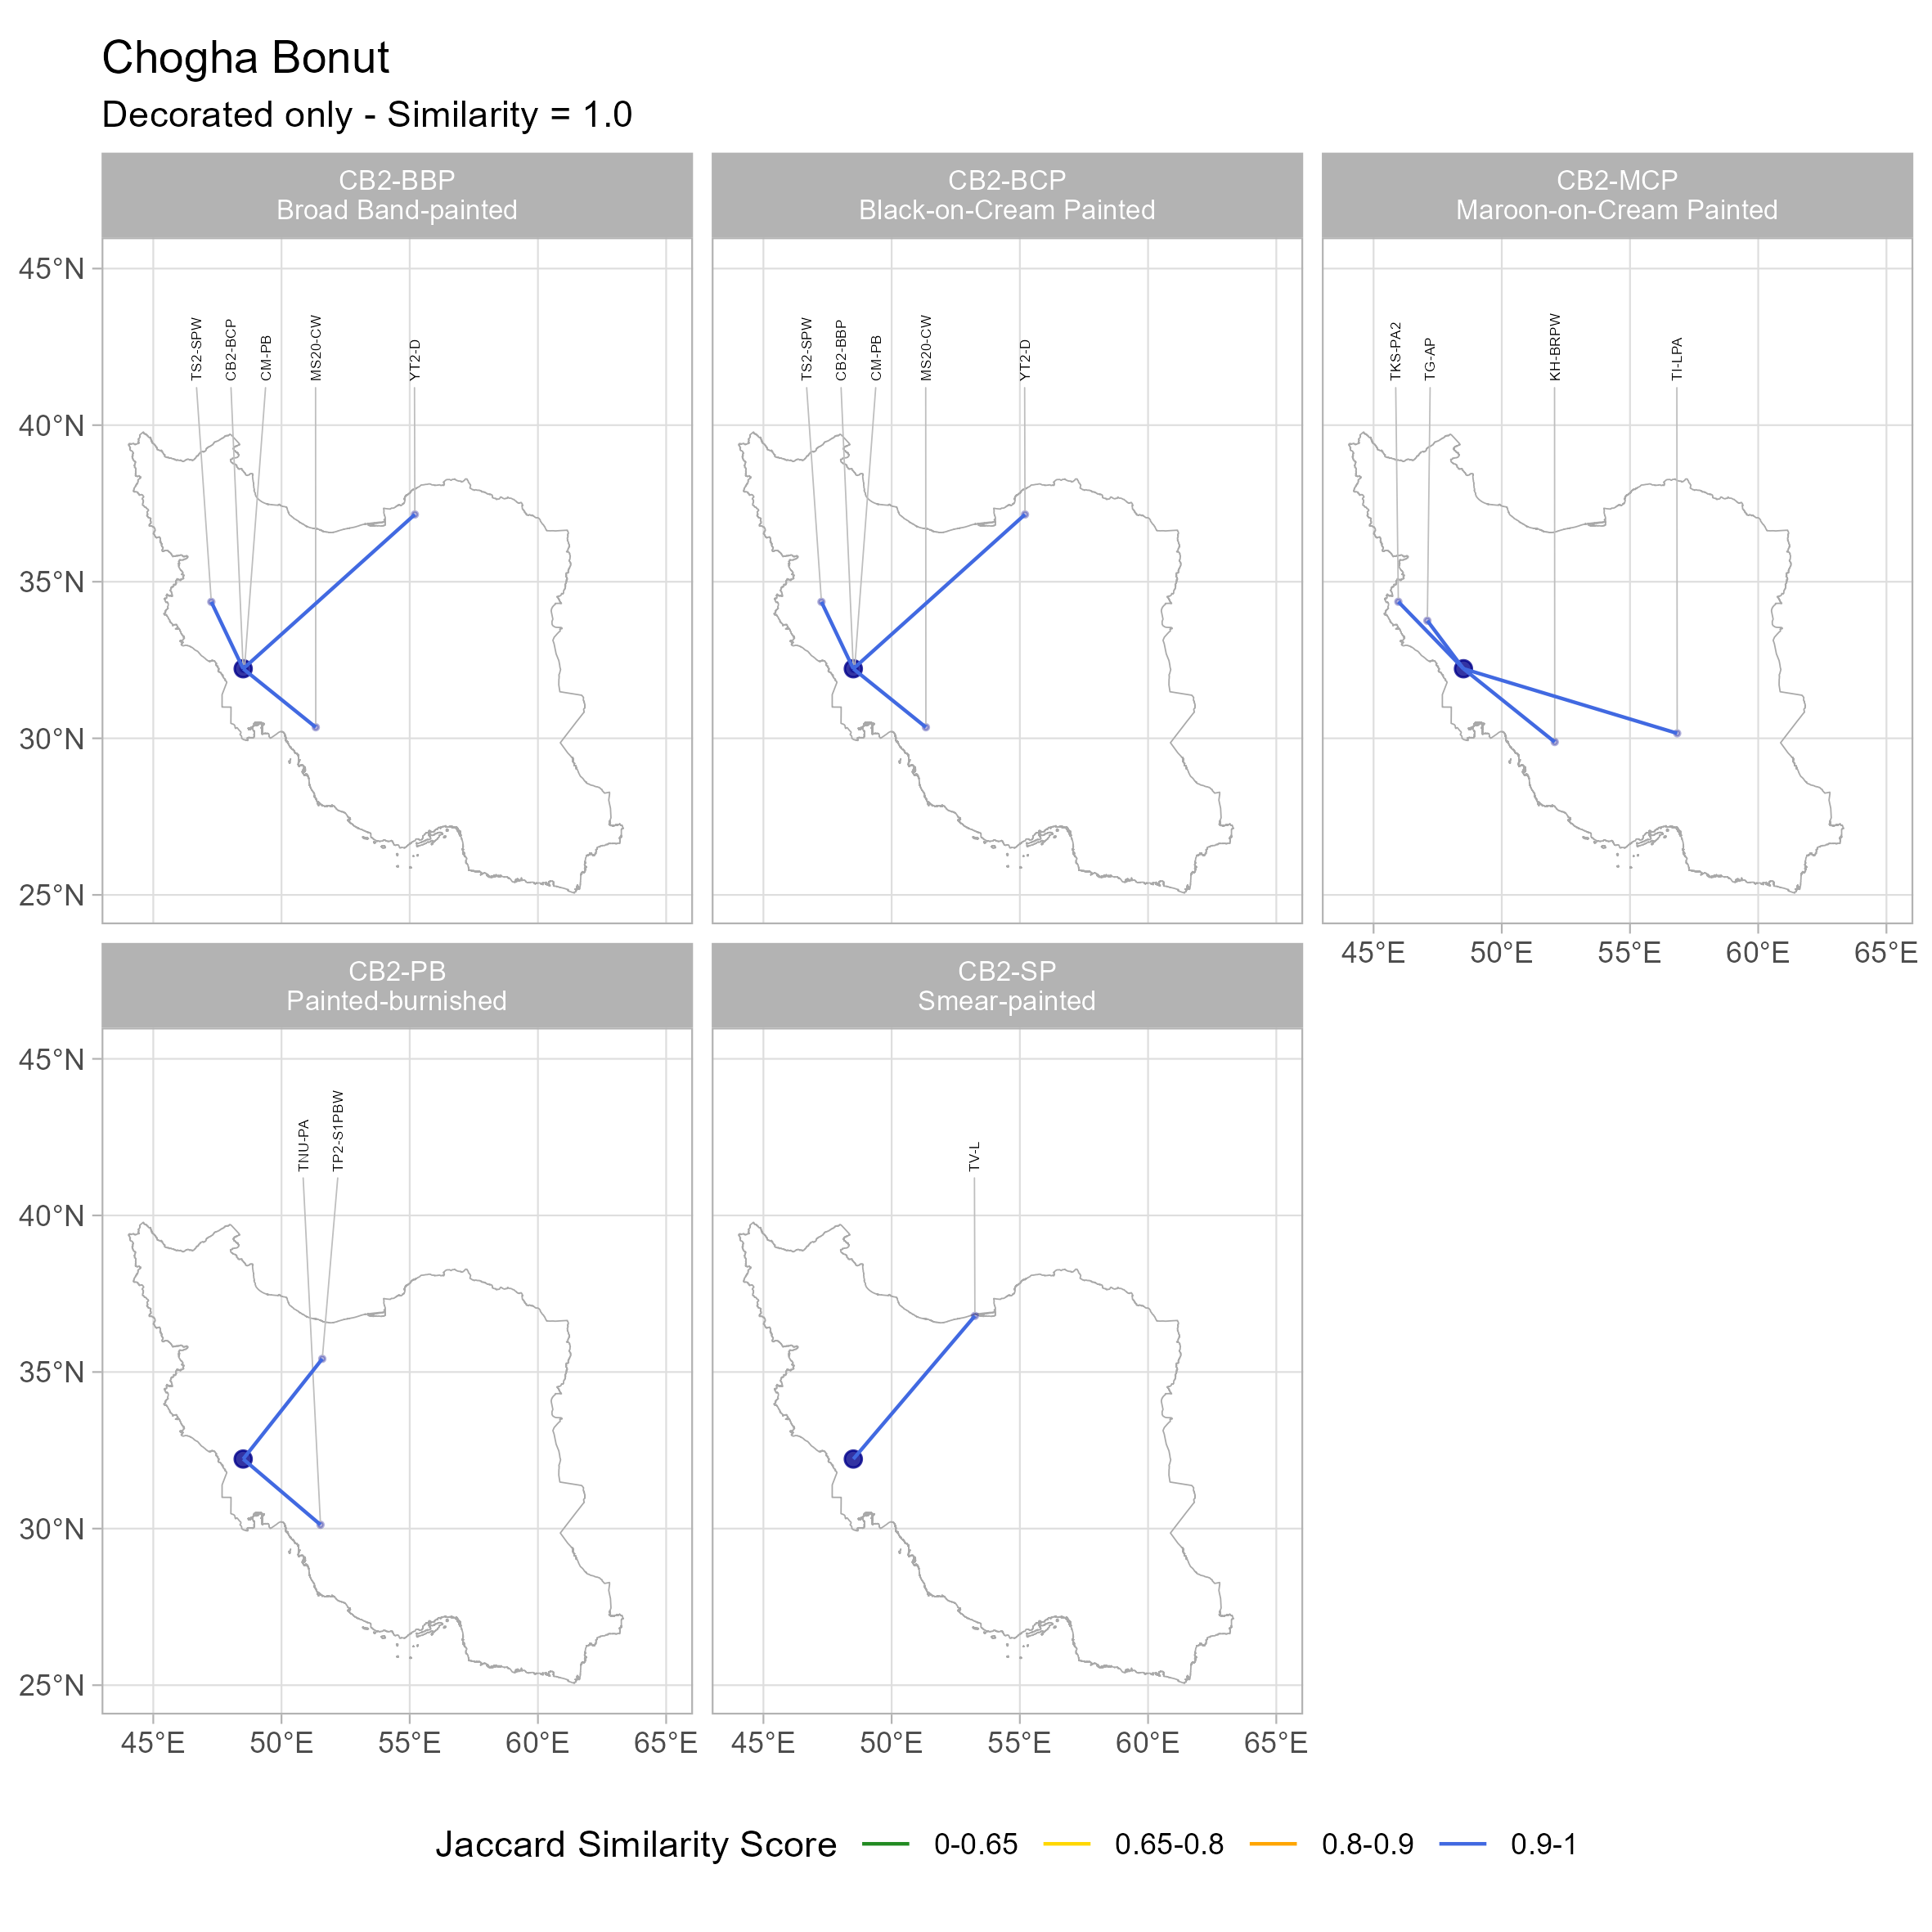 Chogha Bonut
Decorated only - Similarity = 1.0
CB2-BBP
Broad Band-painted
CB2-BCP
Black-on-Cream Painted
CB2-MCP
Maroon-on-Cream Painted
45°N
40°N
35°N
30°N
25°N
TS2-SPW
CB2-BCP
CM-PB
MS20-CW
YT2-D
TS2-SPW
CB2-BBP
CM-PB
MS20-CW
YT2-D
TKS-PA2
TG-AP
KH-BRPW
TI-LPA
45°E 50°E 55°E 60°E 65°E
CB2-PB
Painted-burnished
CB2-SP
Smear-painted
45°N
40°N
35°N
30°N
25°N
TNU-PA
TP2-S1PBW
TV-L
45°E 50°E 55°E 60°E 65°E
45°E 50°E 55°E 60°E 65°E
Jaccard Similarity Score 0-0.65 0.65-0.8 0.8-0.9 0.9-1